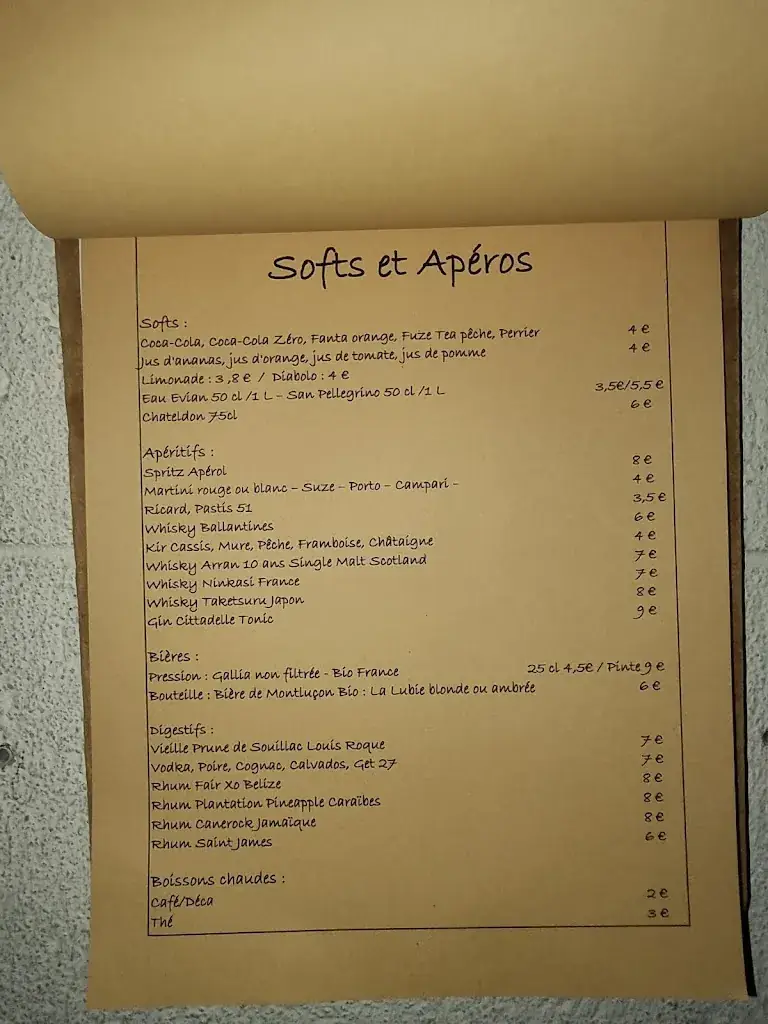 Softs et Apéros
Softs :
Coca-Cola, Coca-Cola Zéro, Fanta orange, Fuze Tea pêche, Perrier 4 €
Jus d'ananas, jus d'orange, jus de tomate, jus de pomme 4 €
Limonade : 3,8 € / Diabolo : 4 €
Eau Evian 50 cl /1 L – San Pellegrino 50 cl /1 L 3,5€/5,5 €
Chateldon 75cl 6 €
Apéritifs :
Spritz Apérol 8 €
Martini rouge ou blanc – Suze – Porto – Campari - 4 €
Ricard, Pastis 51 3,5 €
Whisky Ballantines 6 €
Kir Cassis, Mure, Pêche, Framboise, Châtaigne 4 €
Whisky Arran 10 ans Single Malt Scotland 7 €
Whisky Ninkasi France 7 €
Whisky Taketsuru Japon 8 €
Gin Cittadelle Tonic 9 €
Bières :
Pression : Gallia non filtrée - Bio France 25 cl 4,5€ / Pinte 9 €
Bouteille : Bière de Montluçon Bio : La Lubie blonde ou ambrée 6 €
Digestifs :
Vieille Prune de Souillac Louis Roque 7 €
Vodka, Poire, Cognac, Calvados, Get 27 7 €
Rhum Fair Xo Belize 8 €
Rhum Plantation Pineapple Caraïbes 8 €
Rhum Canerock Jamaïque 8 €
Rhum Saint James 6 €
Boissons chaudes :
Café/Déca 2 €
Thé 3 €